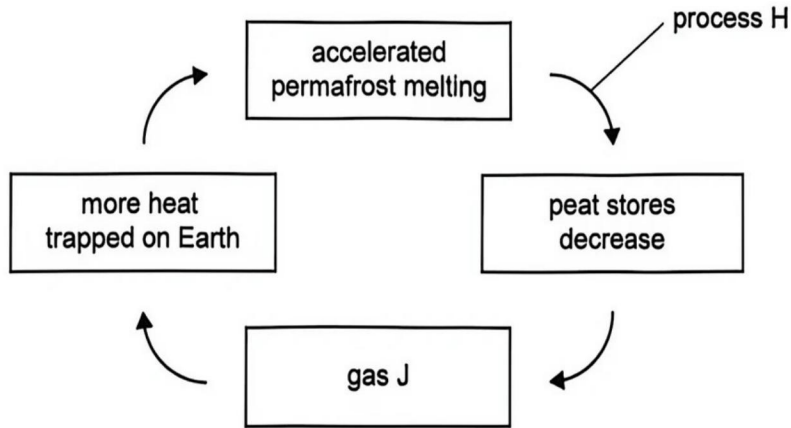 process H
accelerated
permafrost melting
more heat
trapped on Earth
peat stores
decrease
gas J